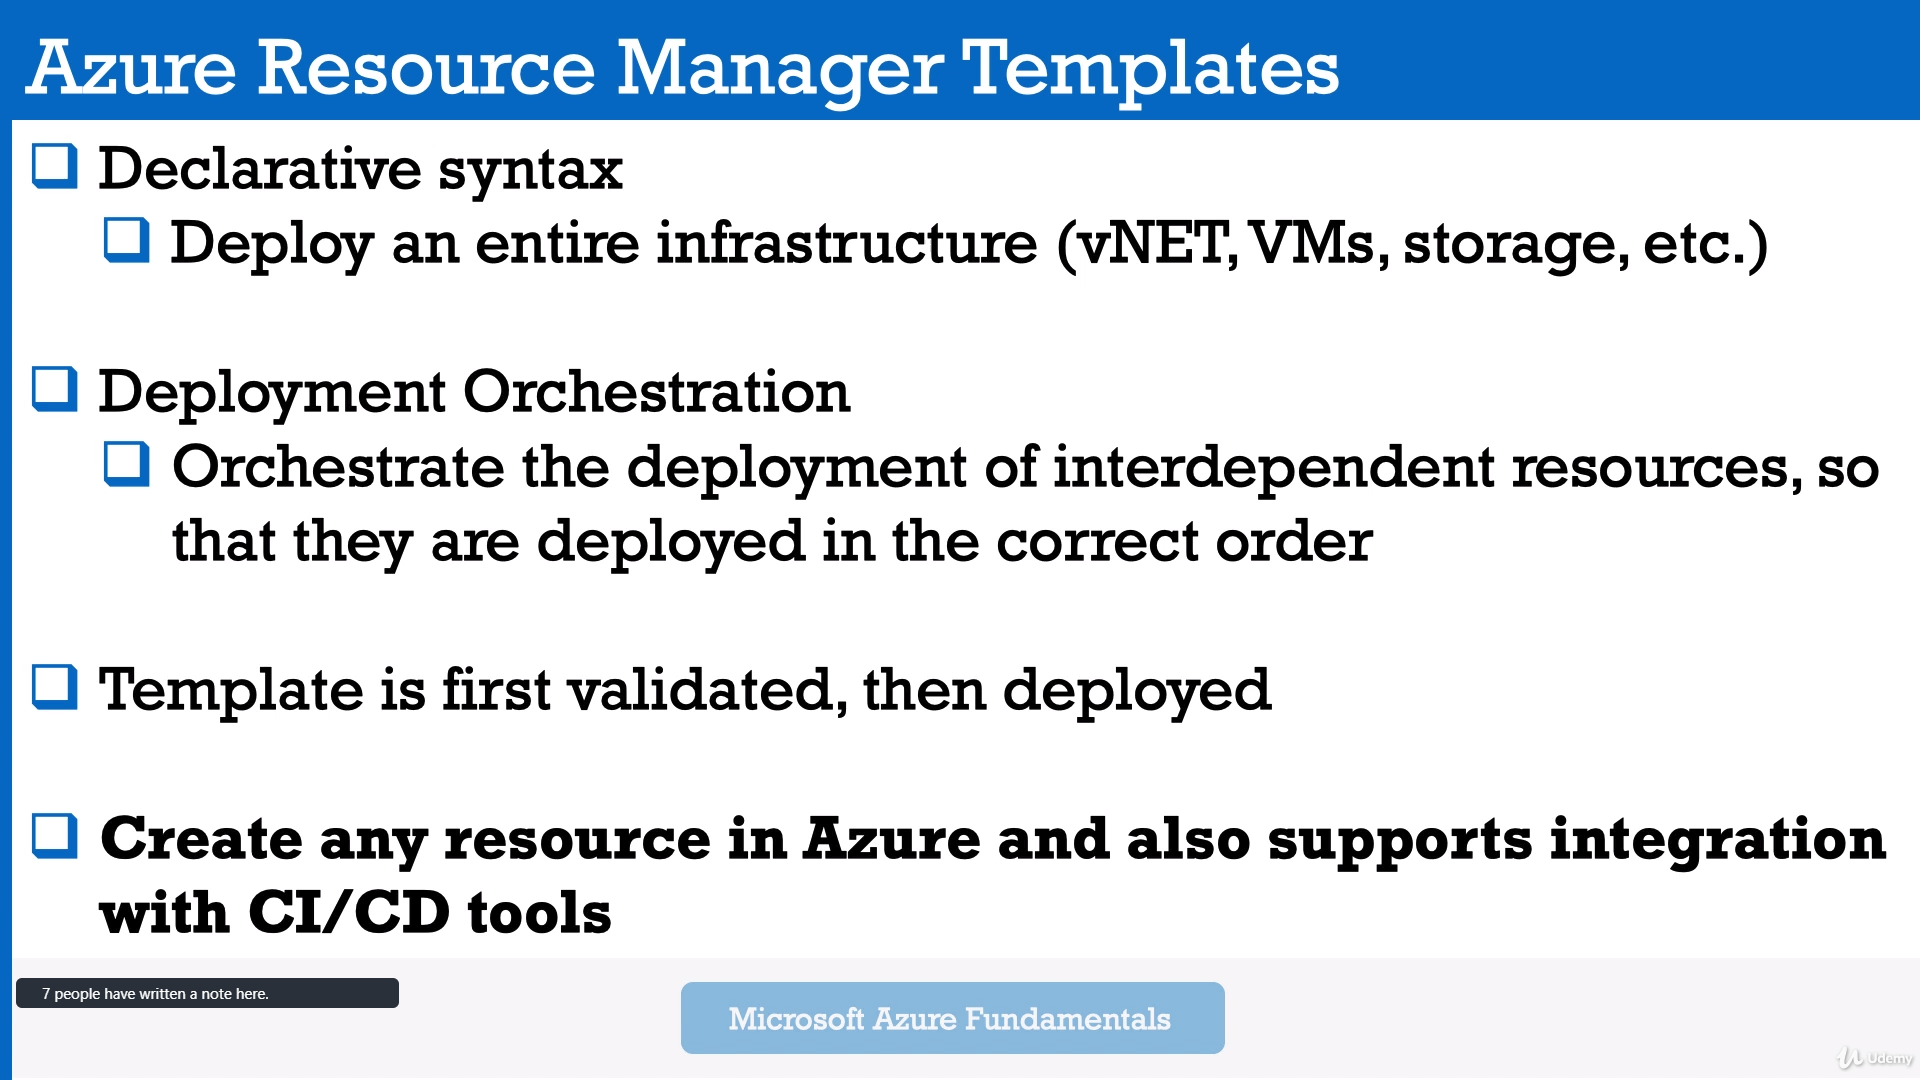 Azure Resource Manager Templates
Declarative syntax
Deploy an entire infrastructure (vNET, VMs, storage, etc.)
Deployment Orchestration
Orchestrate the deployment of interdependent resources, so
that they are deployed in the correct order
Template is first validated, then deployed
Create any resource in Azure and also supports integration
with CI/CD tools
7 people have written a note here.
Microsoft Azure Fundamentals
Udemy